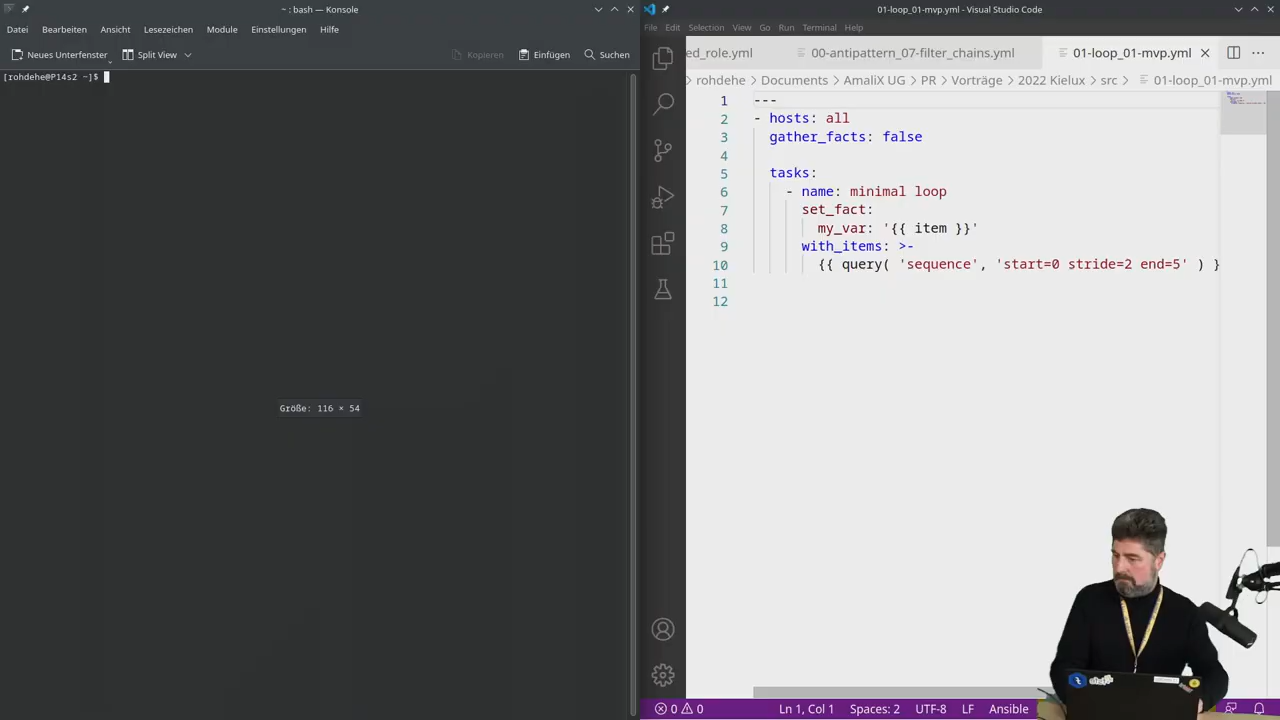 ~ : bash — Konsole
Datei Bearbeiten Ansicht Lesezeichen Module Einstellungen Hilfe
Neues Unterfenster Split View Kopieren Einfügen Suchen
[rohdehe@P14s2 ~]$
Größe: 116 × 54
01-loop_01-mvp.yml - Visual Studio Code
File Edit Selection View Go Run Terminal Help
ed_role.yml 00-antipattern_07-filter_chains.yml 01-loop_01-mvp.yml
rohdehe > Documents > AmaliX UG > PR > Vorträge > 2022 Kielux > src > 01-loop_01-mvp.yml
1 ---
2 - hosts: all
3 gather_facts: false
4
5 tasks:
6 - name: minimal loop
7 set_fact:
8 my_var: '{{ item }}'
9 with_items: >-
10 {{ query( 'sequence', 'start=0 stride=2 end=5' ) }
11
12
0 0 Ln 1, Col 1 Spaces: 2 UTF-8 LF Ansible